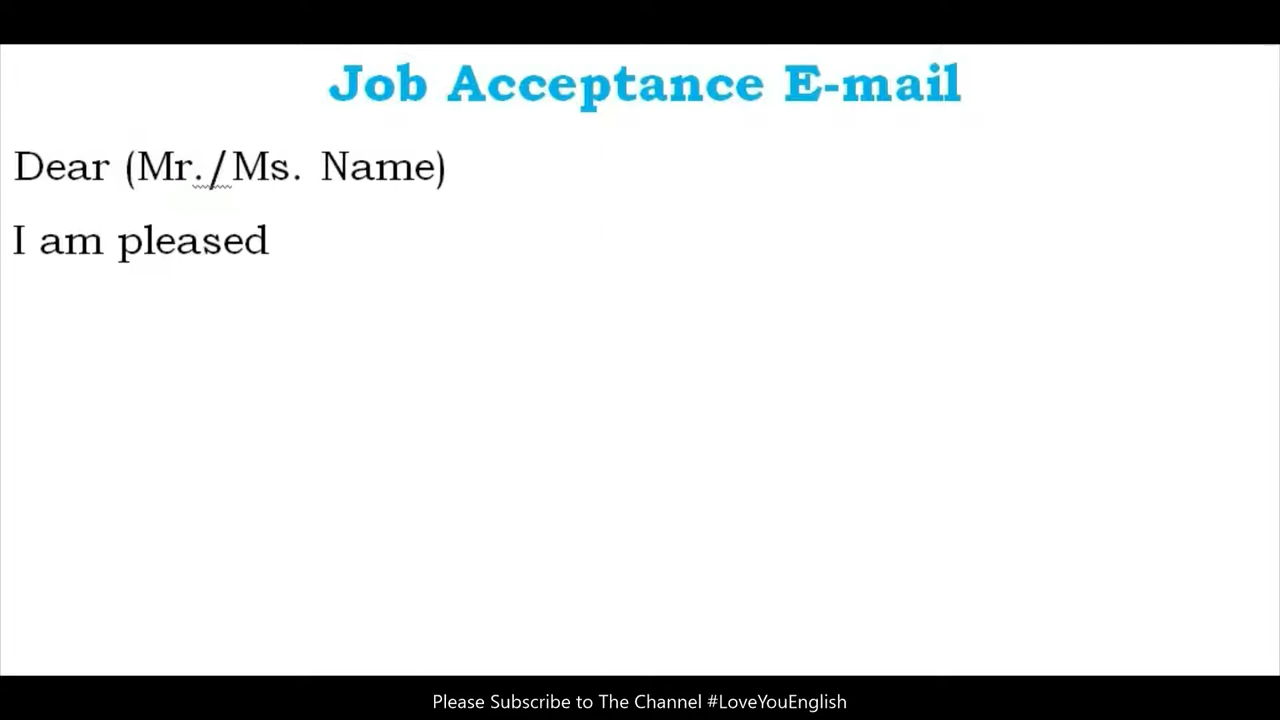 Job Acceptance E-mail
Dear (Mr./Ms. Name)
I am pleased
Please Subscribe to The Channel #LoveYouEnglish